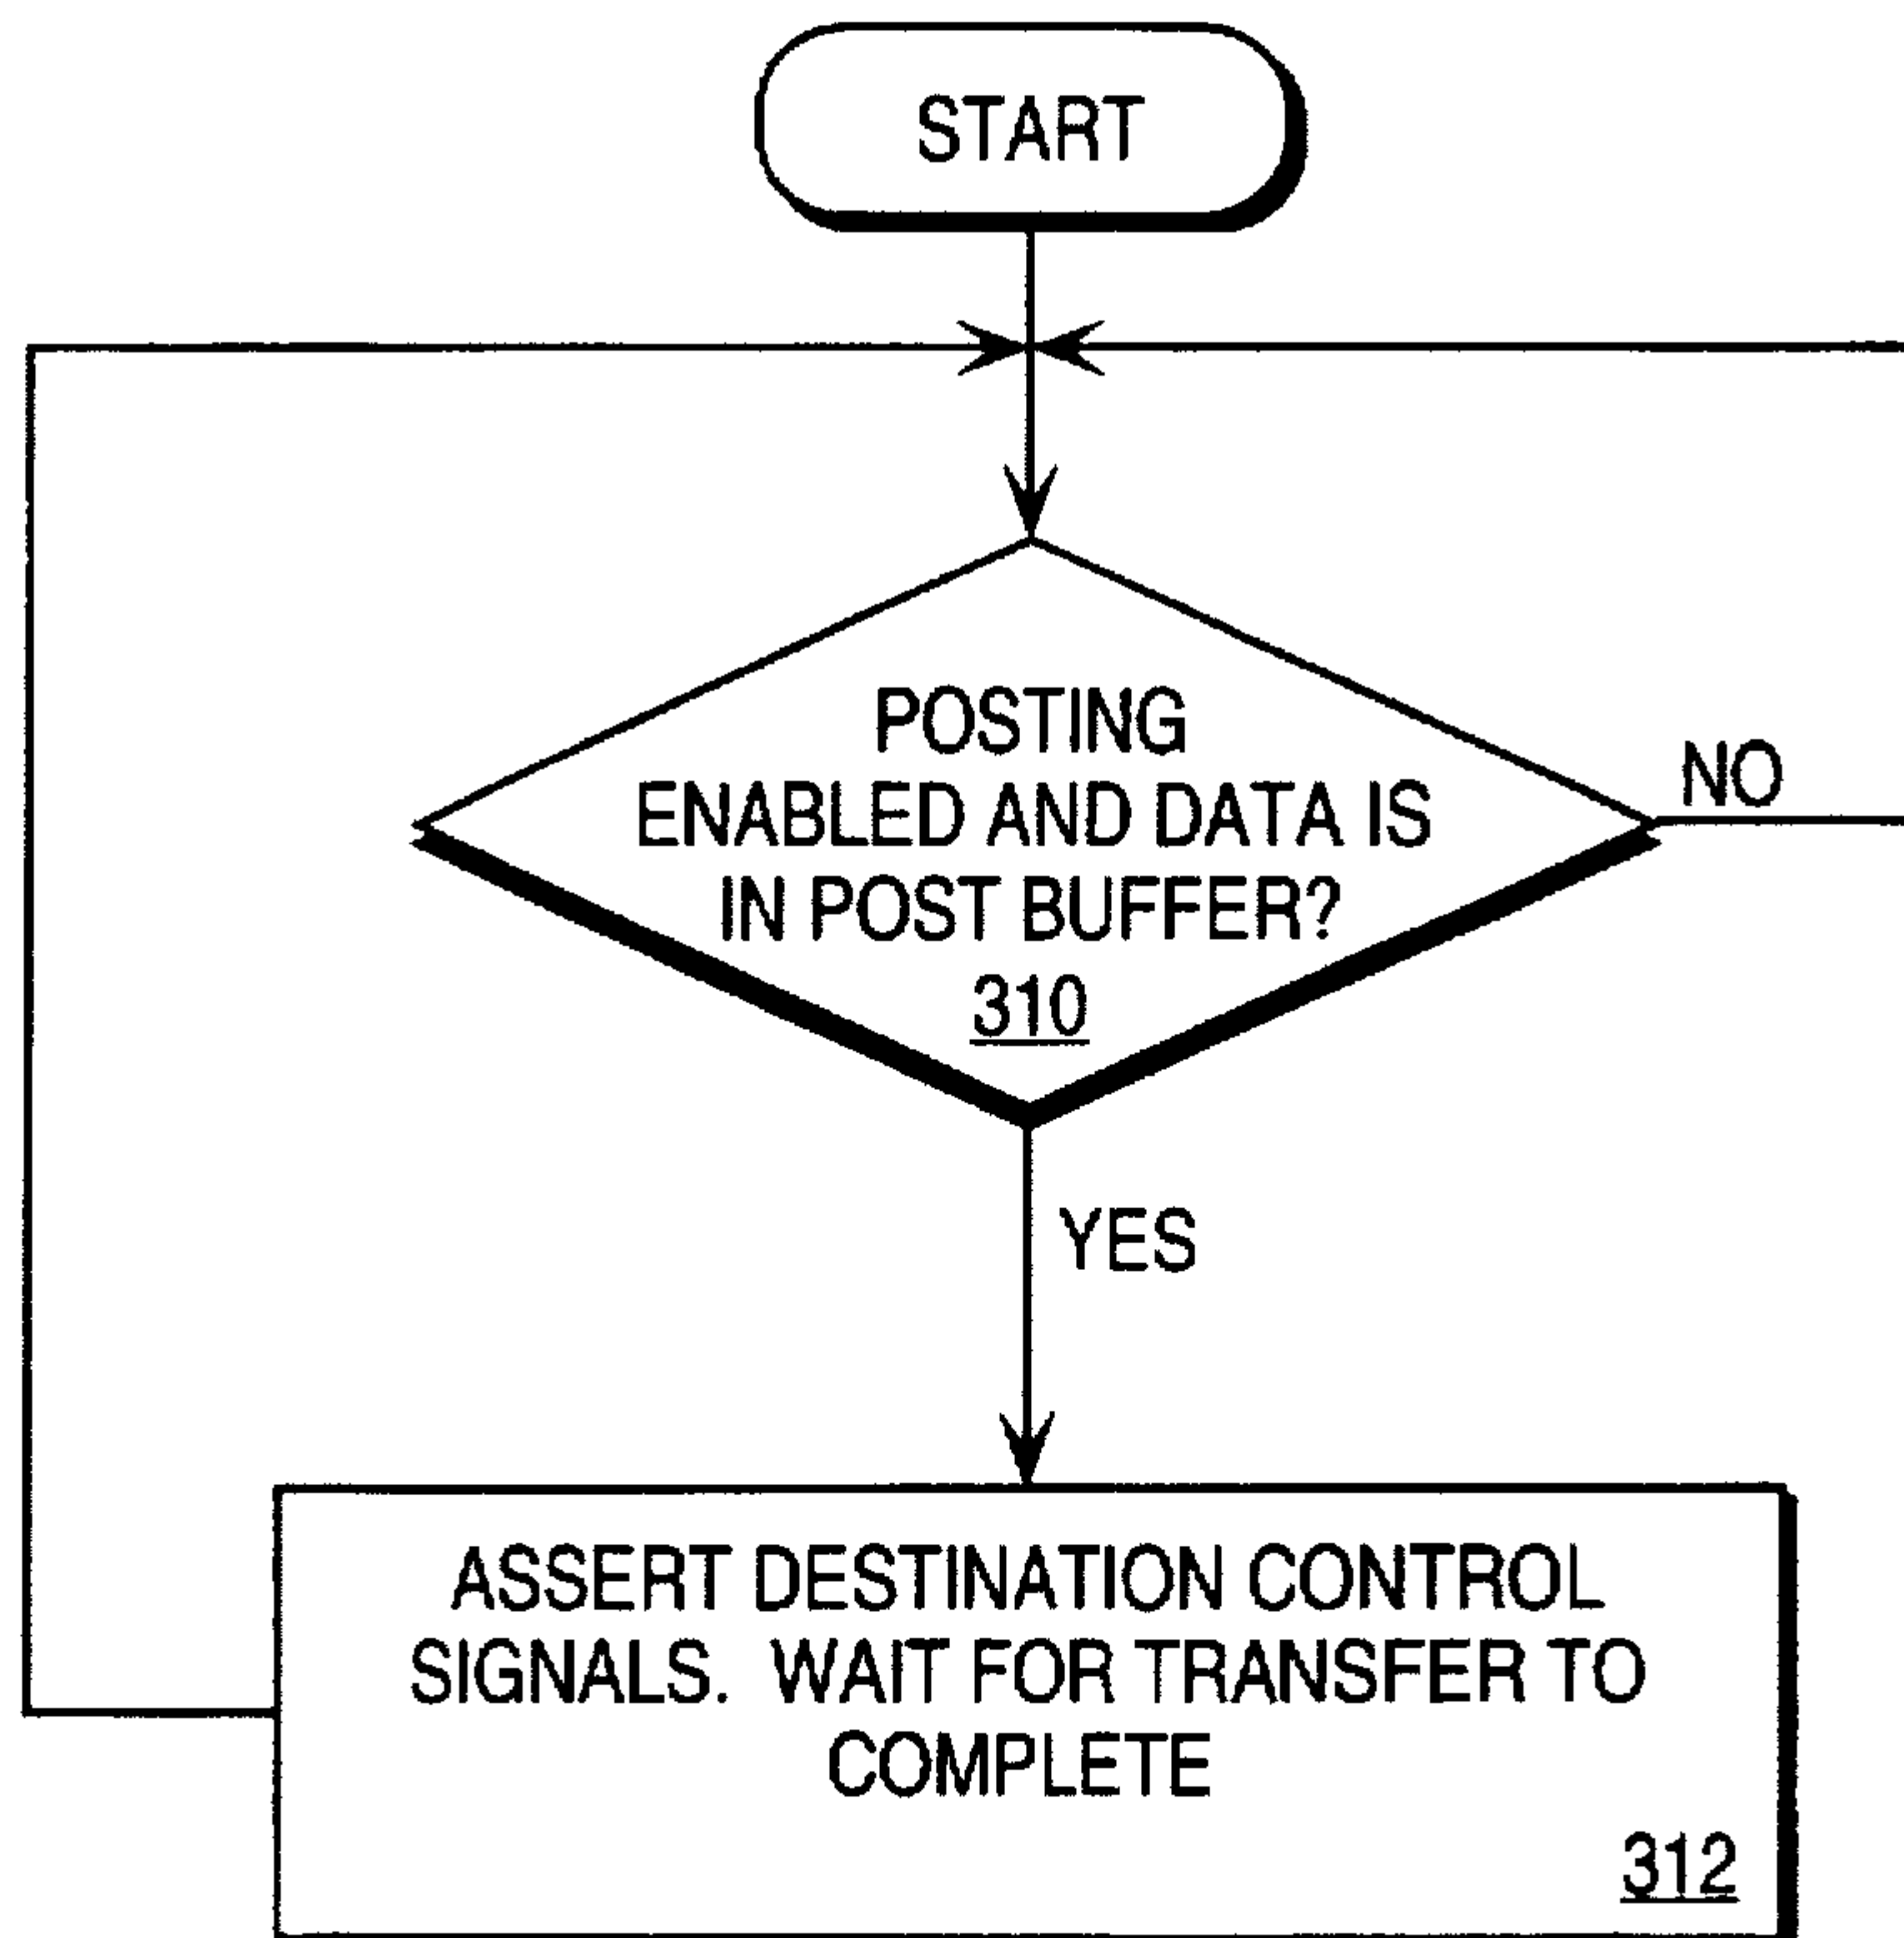 START
POSTING
ENABLED AND DATA IS
IN POST BUFFER?
310
NO
YES
ASSERT DESTINATION CONTROL
SIGNALS. WAIT FOR TRANSFER TO
COMPLETE
312